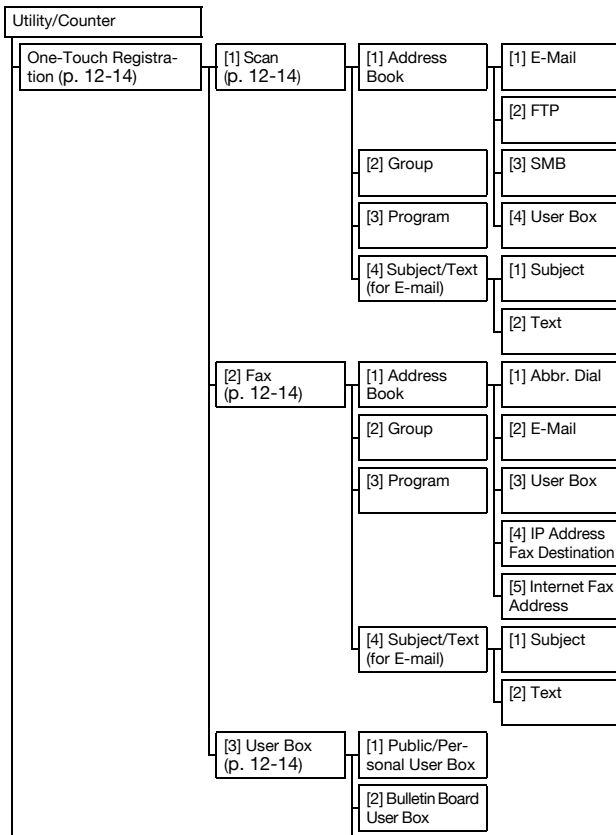 Utility/Counter
One-Touch Registra-
tion (p. 12-14)
[1] Scan
(p. 12-14)
[1] Address
Book
[1] E-Mail
[2] FTP
[2] Group
[3] SMB
[3] Program
[4] User Box
[4] Subject/Text
(for E-mail)
[1] Subject
[2] Text
[2] Fax
(p. 12-14)
[1] Address
Book
[1] Abbr. Dial
[2] Group
[2] E-Mail
[3] Program
[3] User Box
[4] IP Address
Fax Destination
[5] Internet Fax
Address
[4] Subject/Text
(for E-mail)
[1] Subject
[2] Text
[3] User Box
(p. 12-14)
[1] Public/Per-
sonal User Box
[2] Bulletin Board
User Box